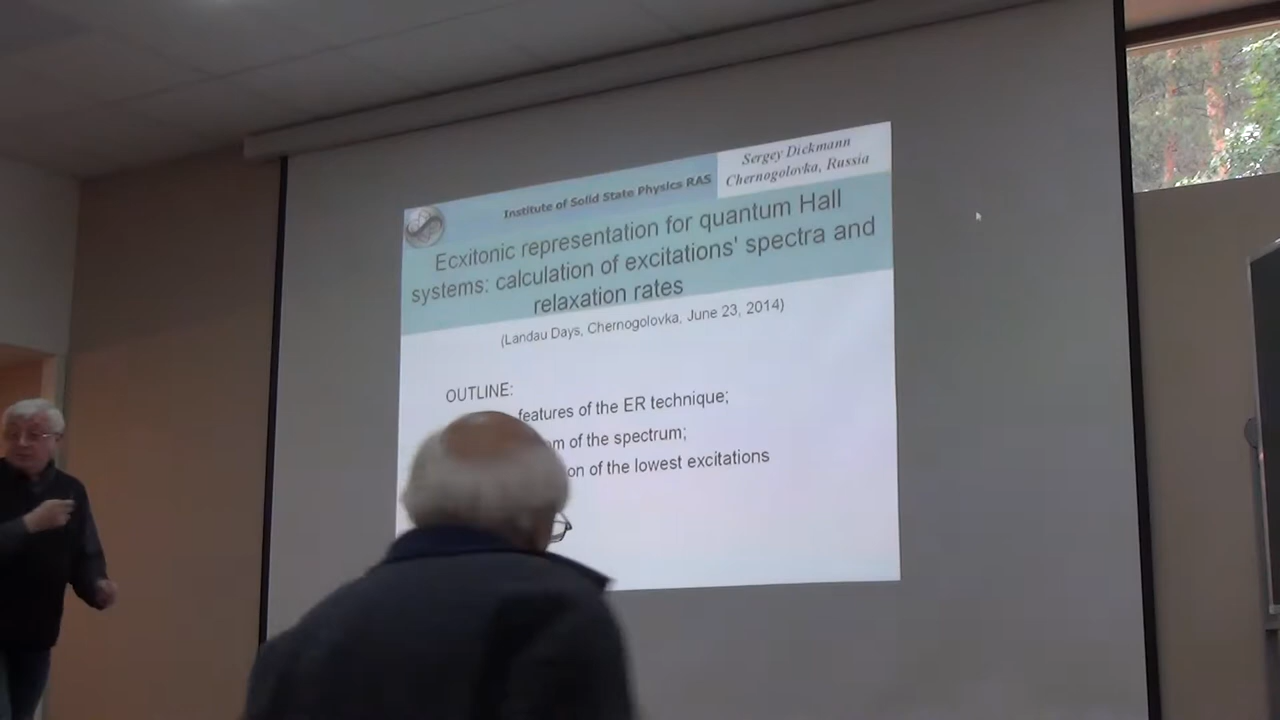 Institute of Solid State Physics RAS
Sergey Dickmann
Chernogolovka, Russia
Ecxitonic representation for quantum Hall
systems: calculation of excitations' spectra and
relaxation rates
(Landau Days, Chernogolovka, June 23, 2014)
OUTLINE:
features of the ER technique;
of the spectrum;
of the lowest excitations